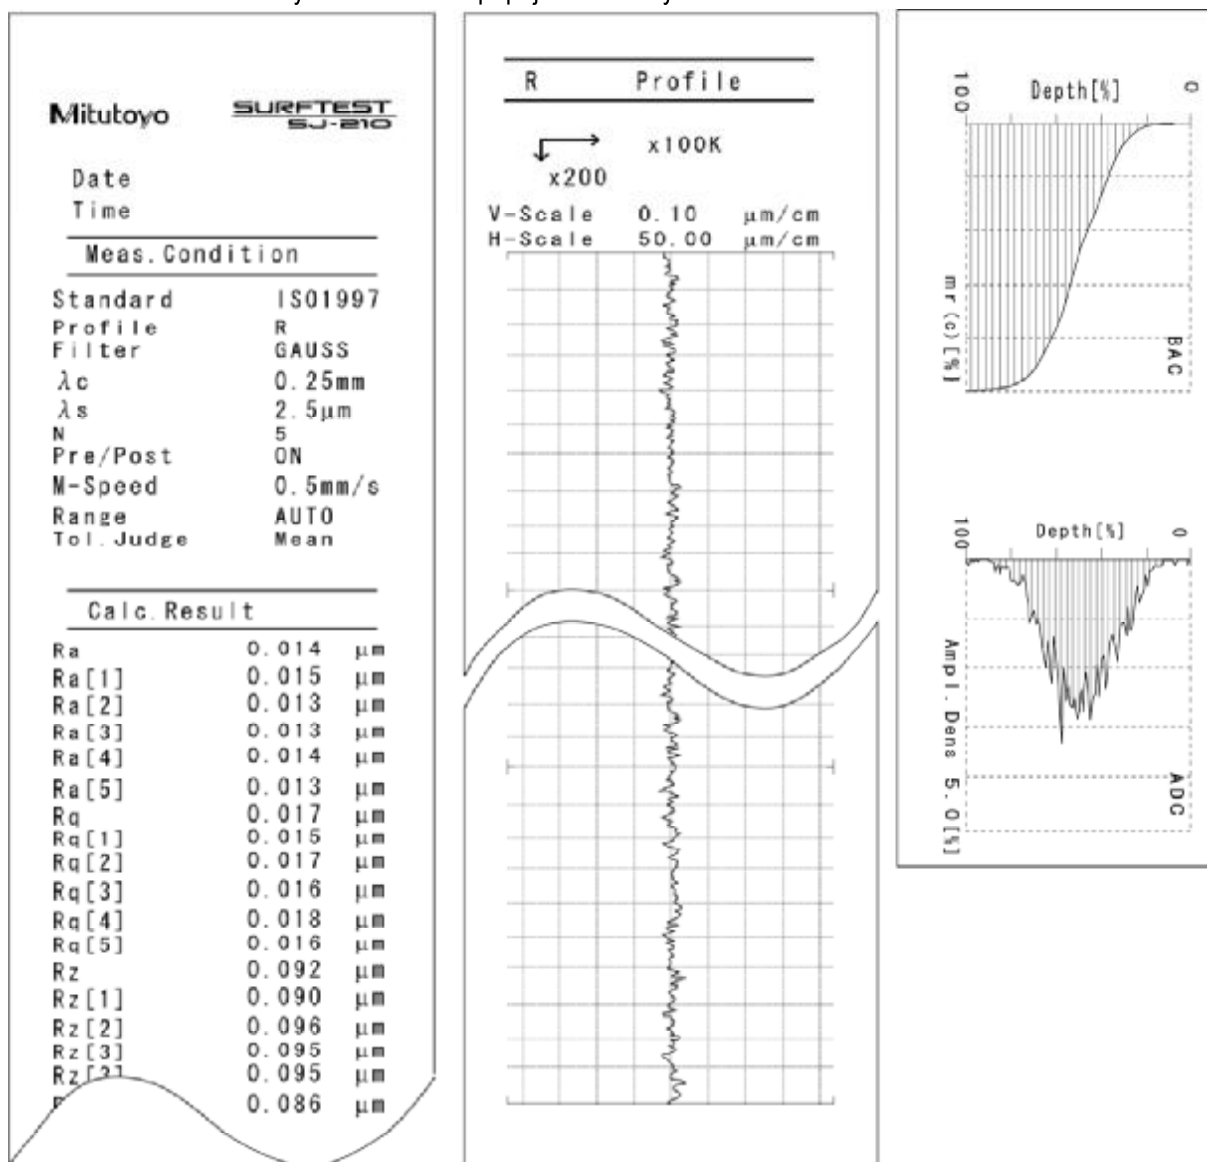 Mitutoyo SURFTEST
SJ-210
Date
Time
Meas.Condition
Standard ISO1997
Profile R
Filter GAUSS
λc 0.25mm
λs 2.5μm
N 5
Pre/Post ON
M-Speed 0.5mm/s
Range AUTO
Tol.Judge Mean
Calc.Result
Ra 0.014 μm
Ra[1] 0.015 μm
Ra[2] 0.013 μm
Ra[3] 0.013 μm
Ra[4] 0.014 μm
Ra[5] 0.013 μm
Rq 0.017 μm
Rq[1] 0.015 μm
Rq[2] 0.017 μm
Rq[3] 0.016 μm
Rq[4] 0.018 μm
Rq[5] 0.016 μm
Rz 0.092 μm
Rz[1] 0.090 μm
Rz[2] 0.096 μm
Rz[3] 0.095 μm
Rz[3] 0.095 μm
0.086 μm
R Profile
x100K
x200
V-Scale 0.10 μm/cm
H-Scale 50.00 μm/cm
100 Depth[%] 0
mr(c)[%]
BAC
100 Depth[%] 0
Ampl.Dens 5.0[%]
ADC